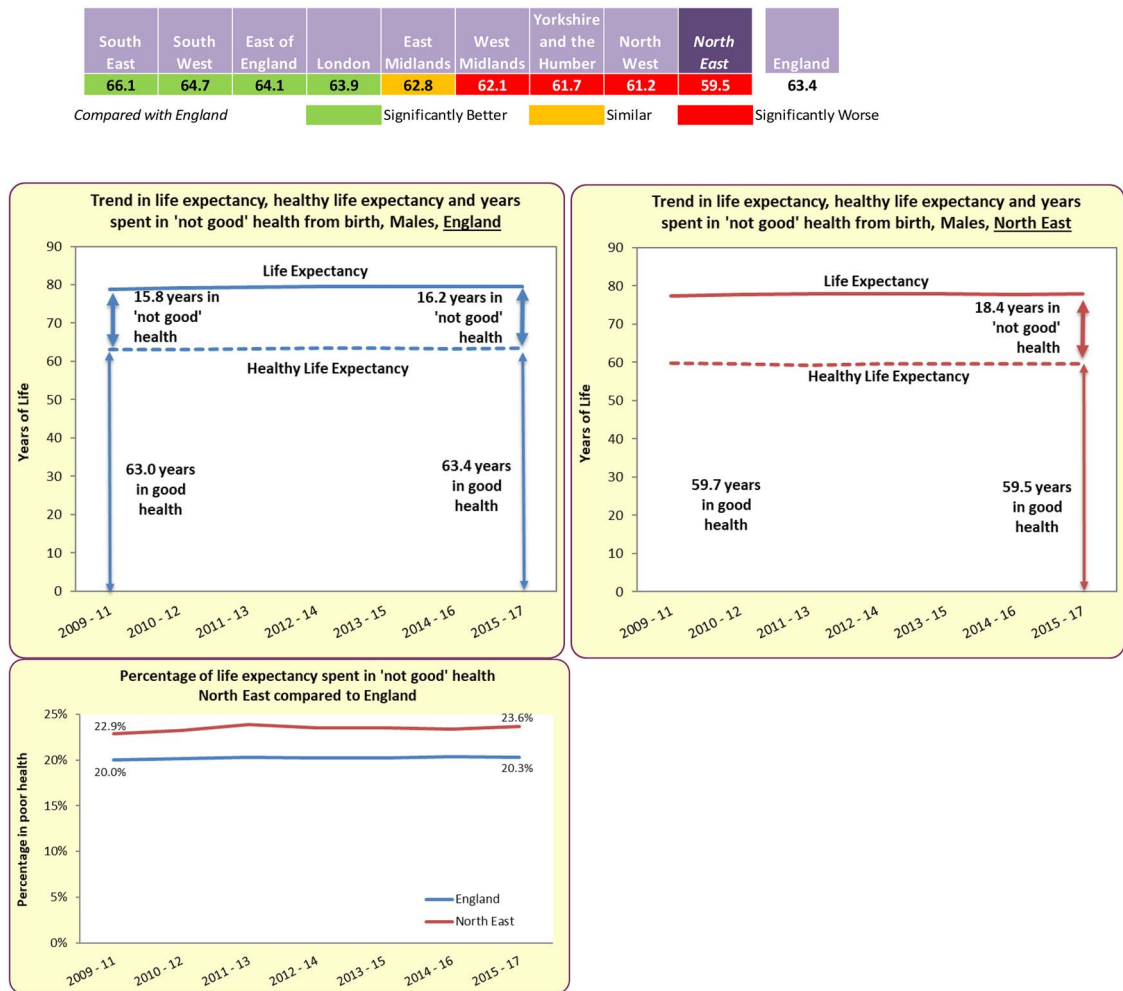 South East
South West
East of England
London
East Midlands
West Midlands
Yorkshire and the Humber
North West
North East
England
66.1 64.7 64.1 63.9 62.8 62.1 61.7 61.2 59.5 63.4
Compared with England Significantly Better Similar Significantly Worse
Trend in life expectancy, healthy life expectancy and years
spent in 'not good' health from birth, Males, England
90
80
70
60
50
40
30
20
10
0
Years of Life
Life Expectancy
15.8 years in
'not good'
health
16.2 years in
'not good'
health
Healthy Life Expectancy
63.0 years
in good
health
63.4 years
in good
health
2009 - 11
2010 - 12
2011 - 13
2012 - 14
2013 - 15
2014 - 16
2015 - 17
Trend in life expectancy, healthy life expectancy and years
spent in 'not good' health from birth, Males, North East
90
80
70
60
50
40
30
20
10
0
Years of Life
Life Expectancy
18.4 years in
'not good'
health
Healthy Life Expectancy
59.7 years
in good
health
59.5 years
in good
health
2009 - 11
2010 - 12
2011 - 13
2012 - 14
2013 - 15
2014 - 16
2015 - 17
Percentage of life expectancy spent in 'not good' health
North East compared to England
25%
20%
15%
10%
5%
0%
Percentage in poor health
22.9%
23.6%
20.0%
20.3%
England
North East
2009 - 11
2010 - 12
2011 - 13
2012 - 14
2013 - 15
2014 - 16
2015 - 17